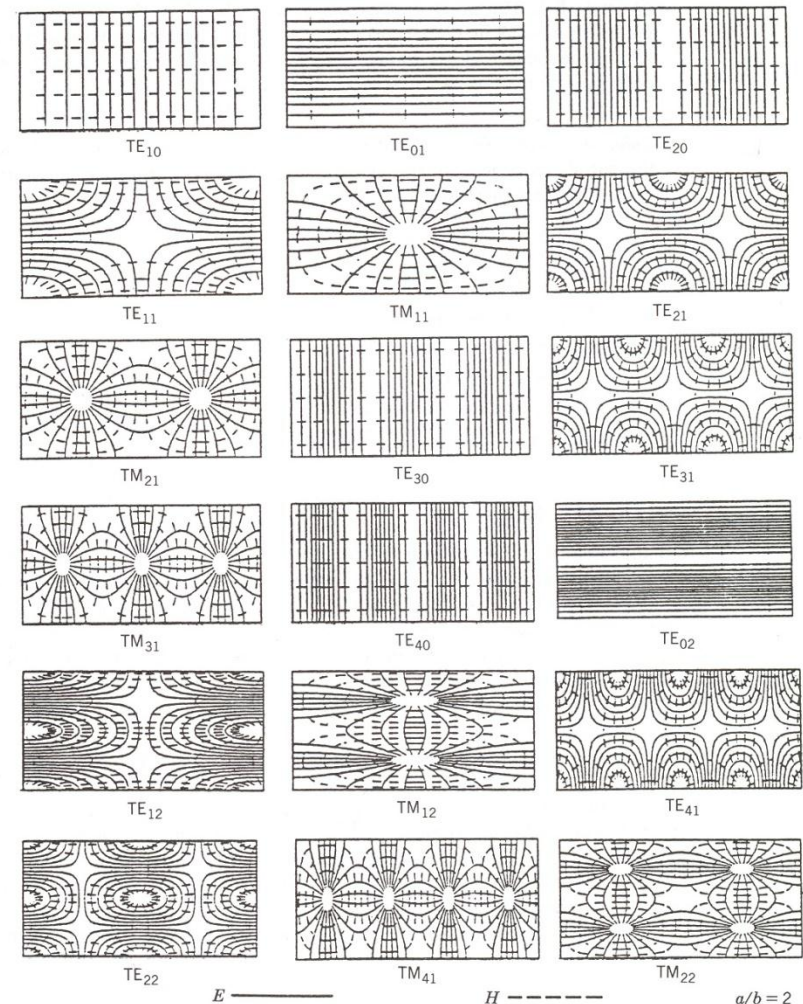 TE10 TE01 TE20
TE11 TM11 TE21
TM21 TE30 TE31
TM31 TE40 TE02
TE12 TM12 TE41
TE22 TM41 TM22
E H a/b = 2